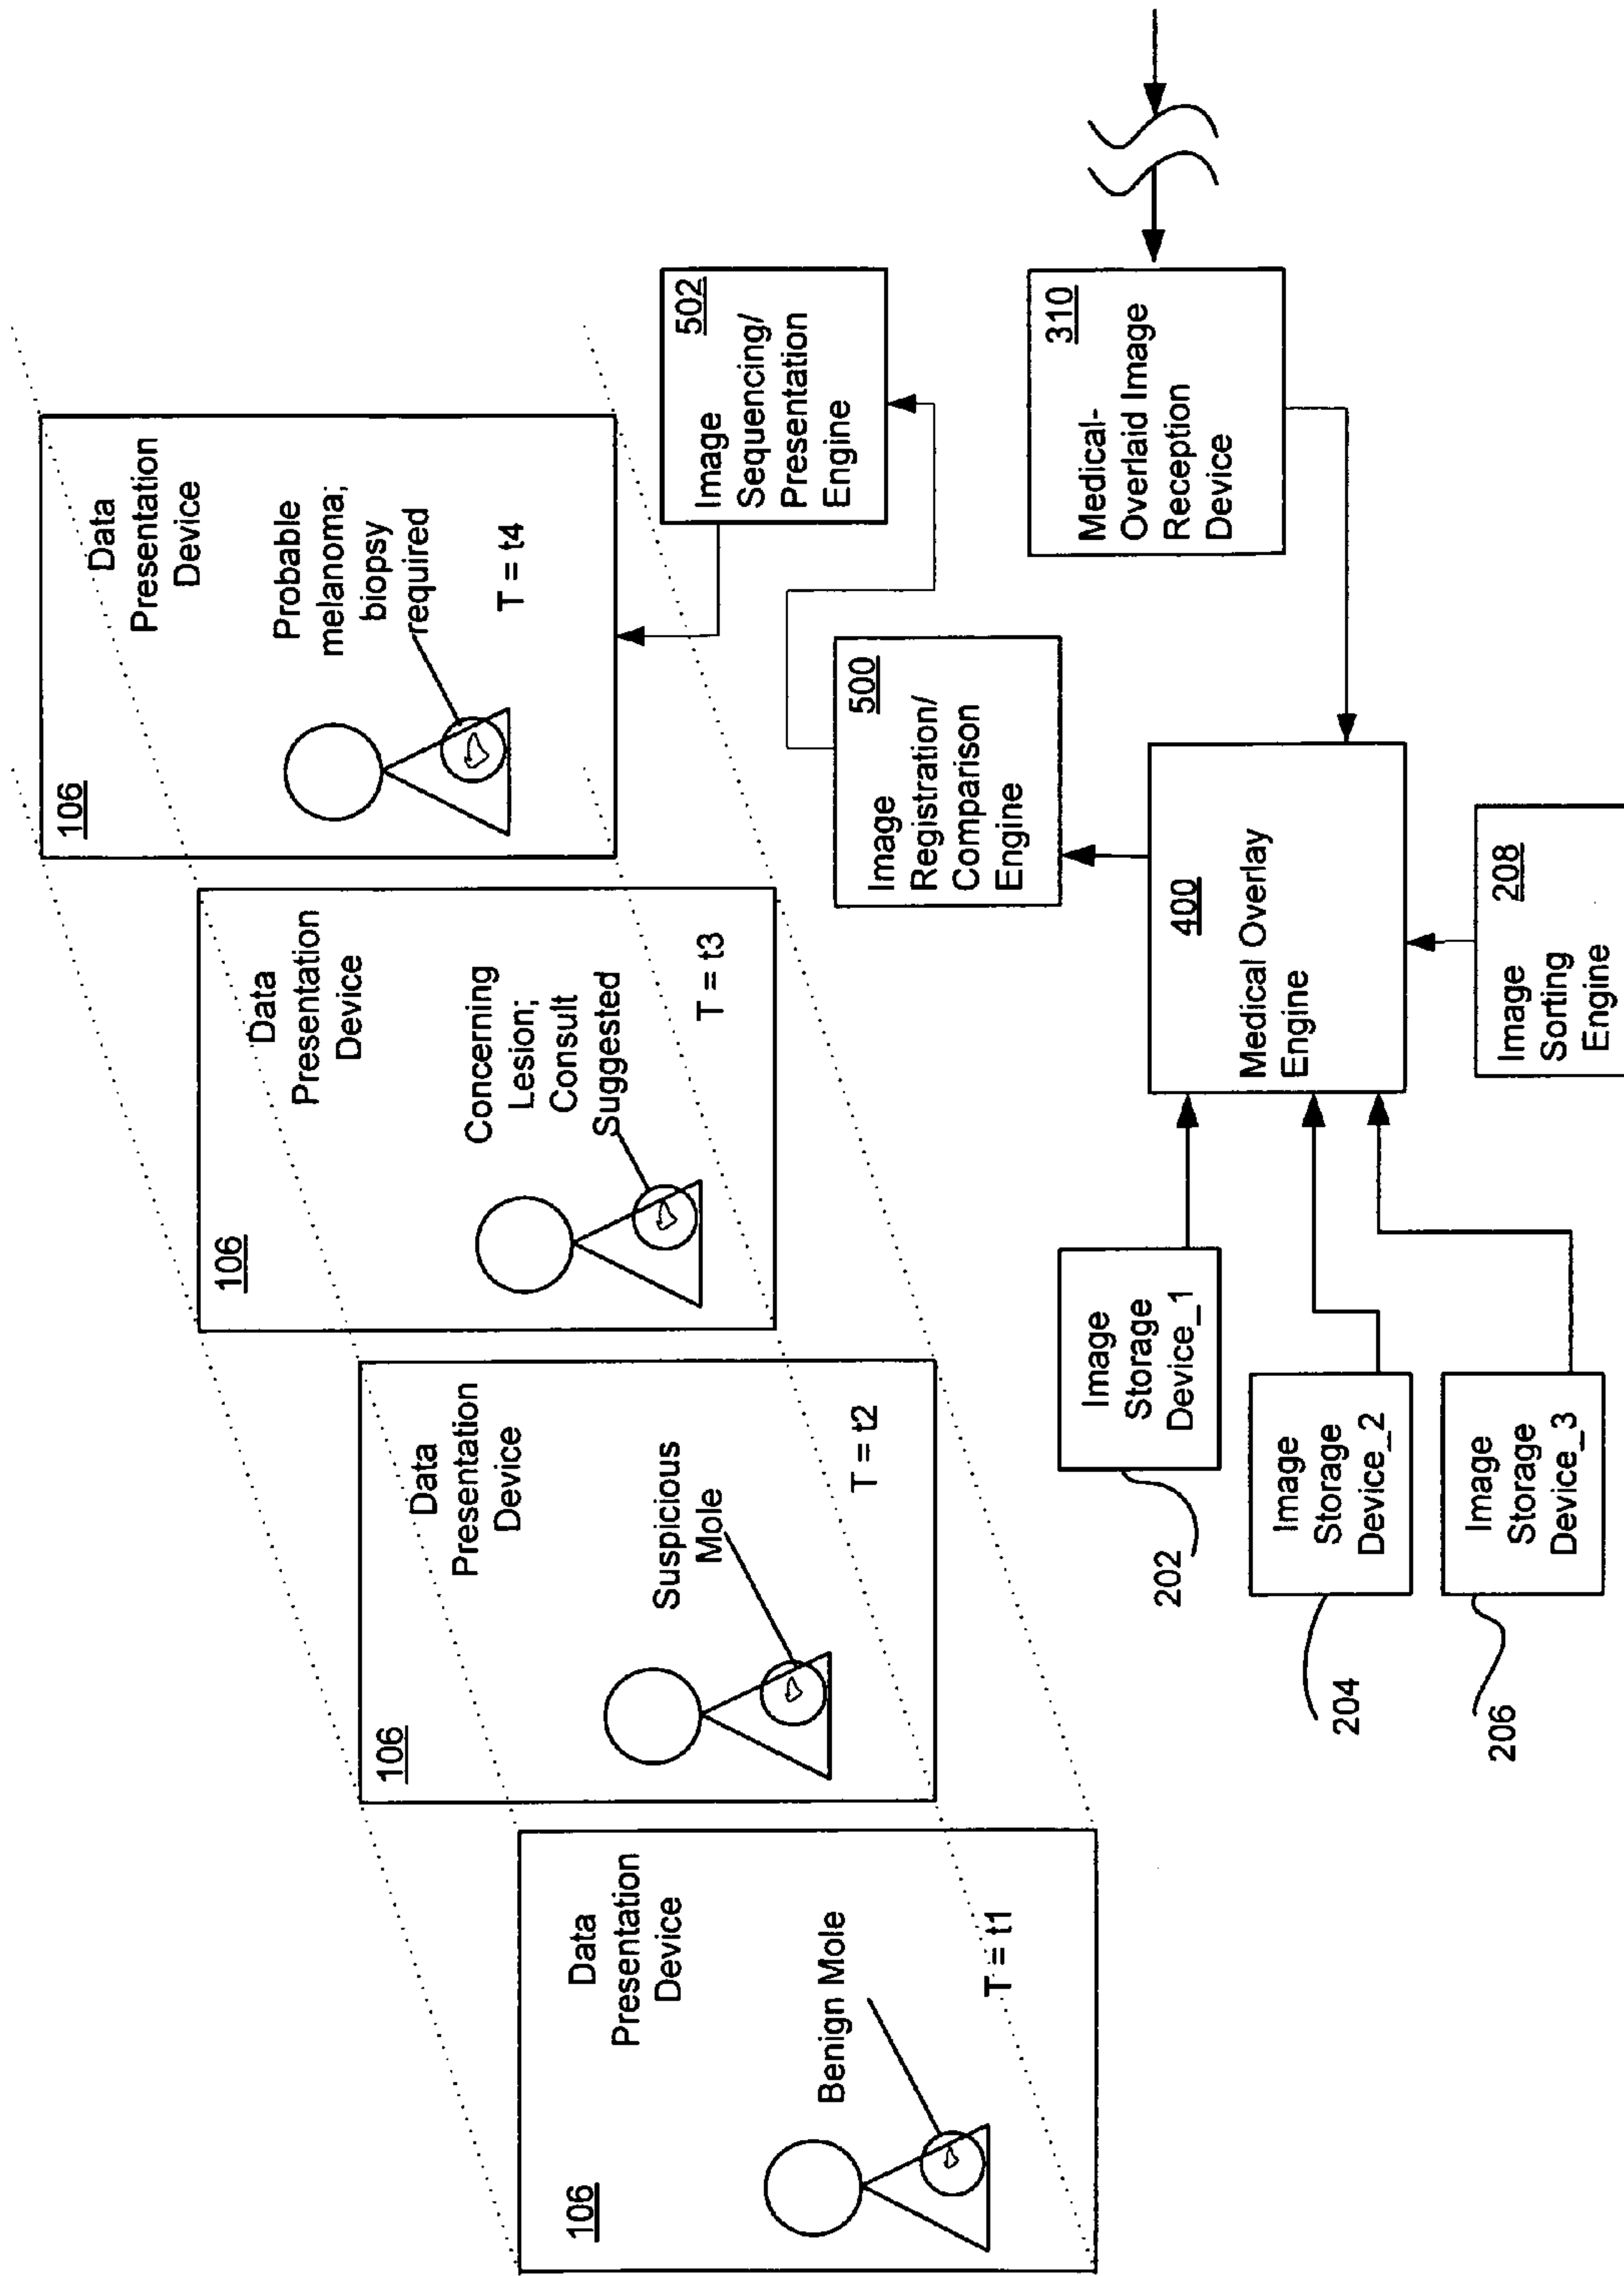 106
Data
Presentation
Device
Benign Mole
T = t1
106
Data
Presentation
Device
Suspicious
Mole
T = t2
106
Data
Presentation
Device
Concerning
Lesion;
Consult
Suggested
T = t3
106
Data
Presentation
Device
Probable
melanoma;
biopsy
required
T = t4
502
Image
Sequencing/
Presentation
Engine
500
Image
Registration/
Comparison
Engine
310
Medical-
Overlaid Image
Reception
Device
400
Medical Overlay
Engine
208
Image
Sorting
Engine
Image
Storage
Device_1
202
Image
Storage
Device_2
204
Image
Storage
Device_3
206